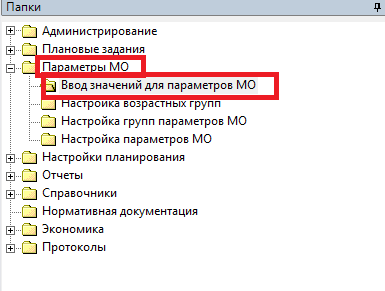 Папки
Администрирование
Плановые задания
Параметры МО
Ввод значений для параметров МО
Настройка возрастных групп
Настройка групп параметров МО
Настройка параметров МО
Настройки планирования
Отчеты
Справочники
Нормативная документация
Экономика
Протоколы